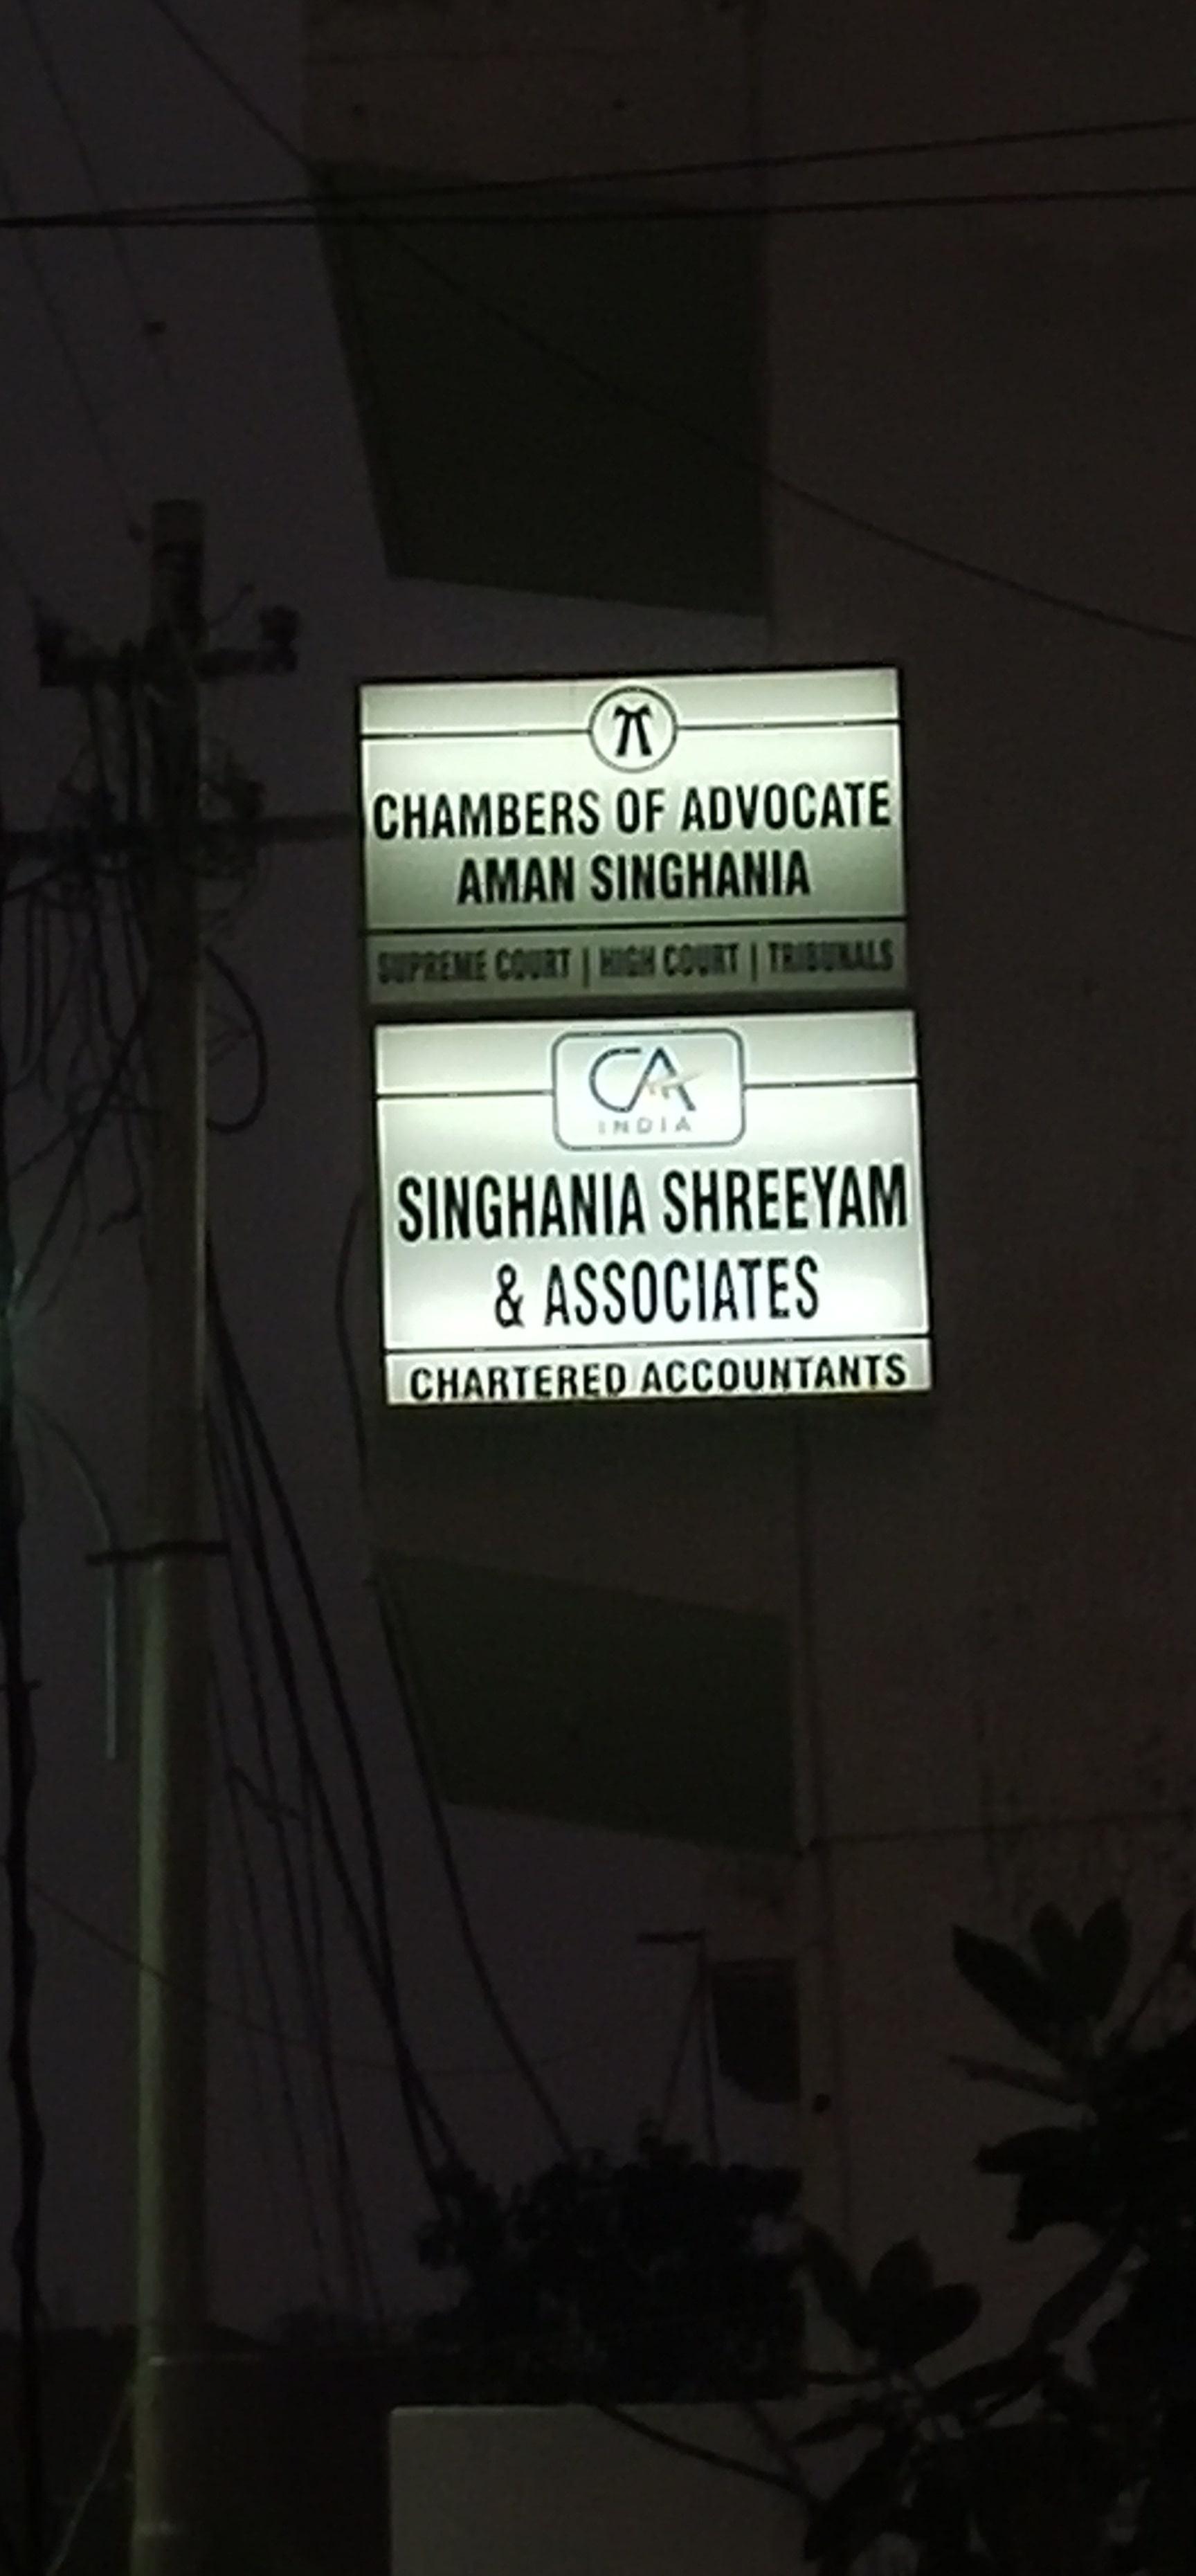 CHAMBERS OF ADVOCATE
AMAN SINGHANIA
SUPREME COURT | HIGH COURT | TRIBUNALS
CA
INDIA
SINGHANIA SHREEYAM
& ASSOCIATES
CHARTERED ACCOUNTANTS